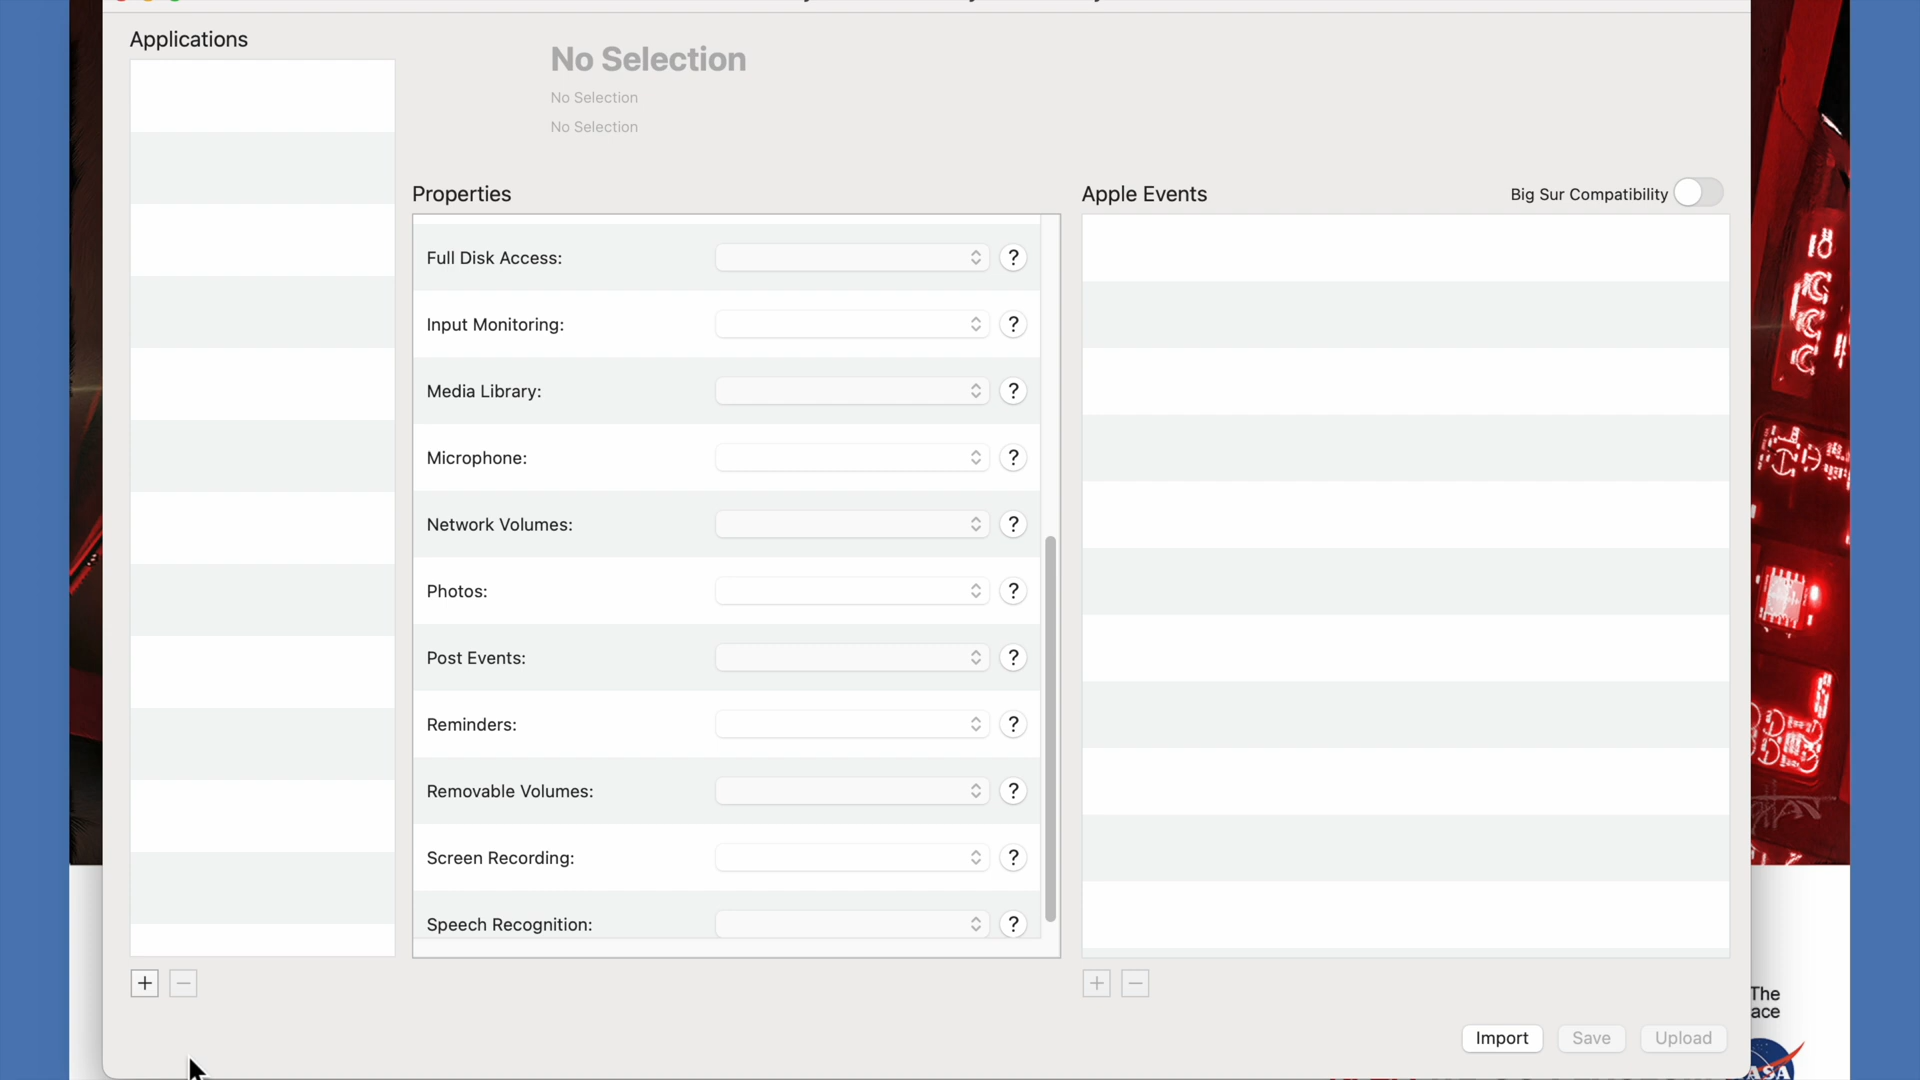 Applications
No Selection
No Selection
No Selection
Properties
Apple Events
Big Sur Compatibility
Full Disk Access:
?
Input Monitoring:
?
Media Library:
?
Microphone:
?
Network Volumes:
?
Photos:
?
Post Events:
?
Reminders:
?
Removable Volumes:
?
Screen Recording:
?
Speech Recognition:
?
+
−
+
−
Import
Save
Upload
The
ace
ASA